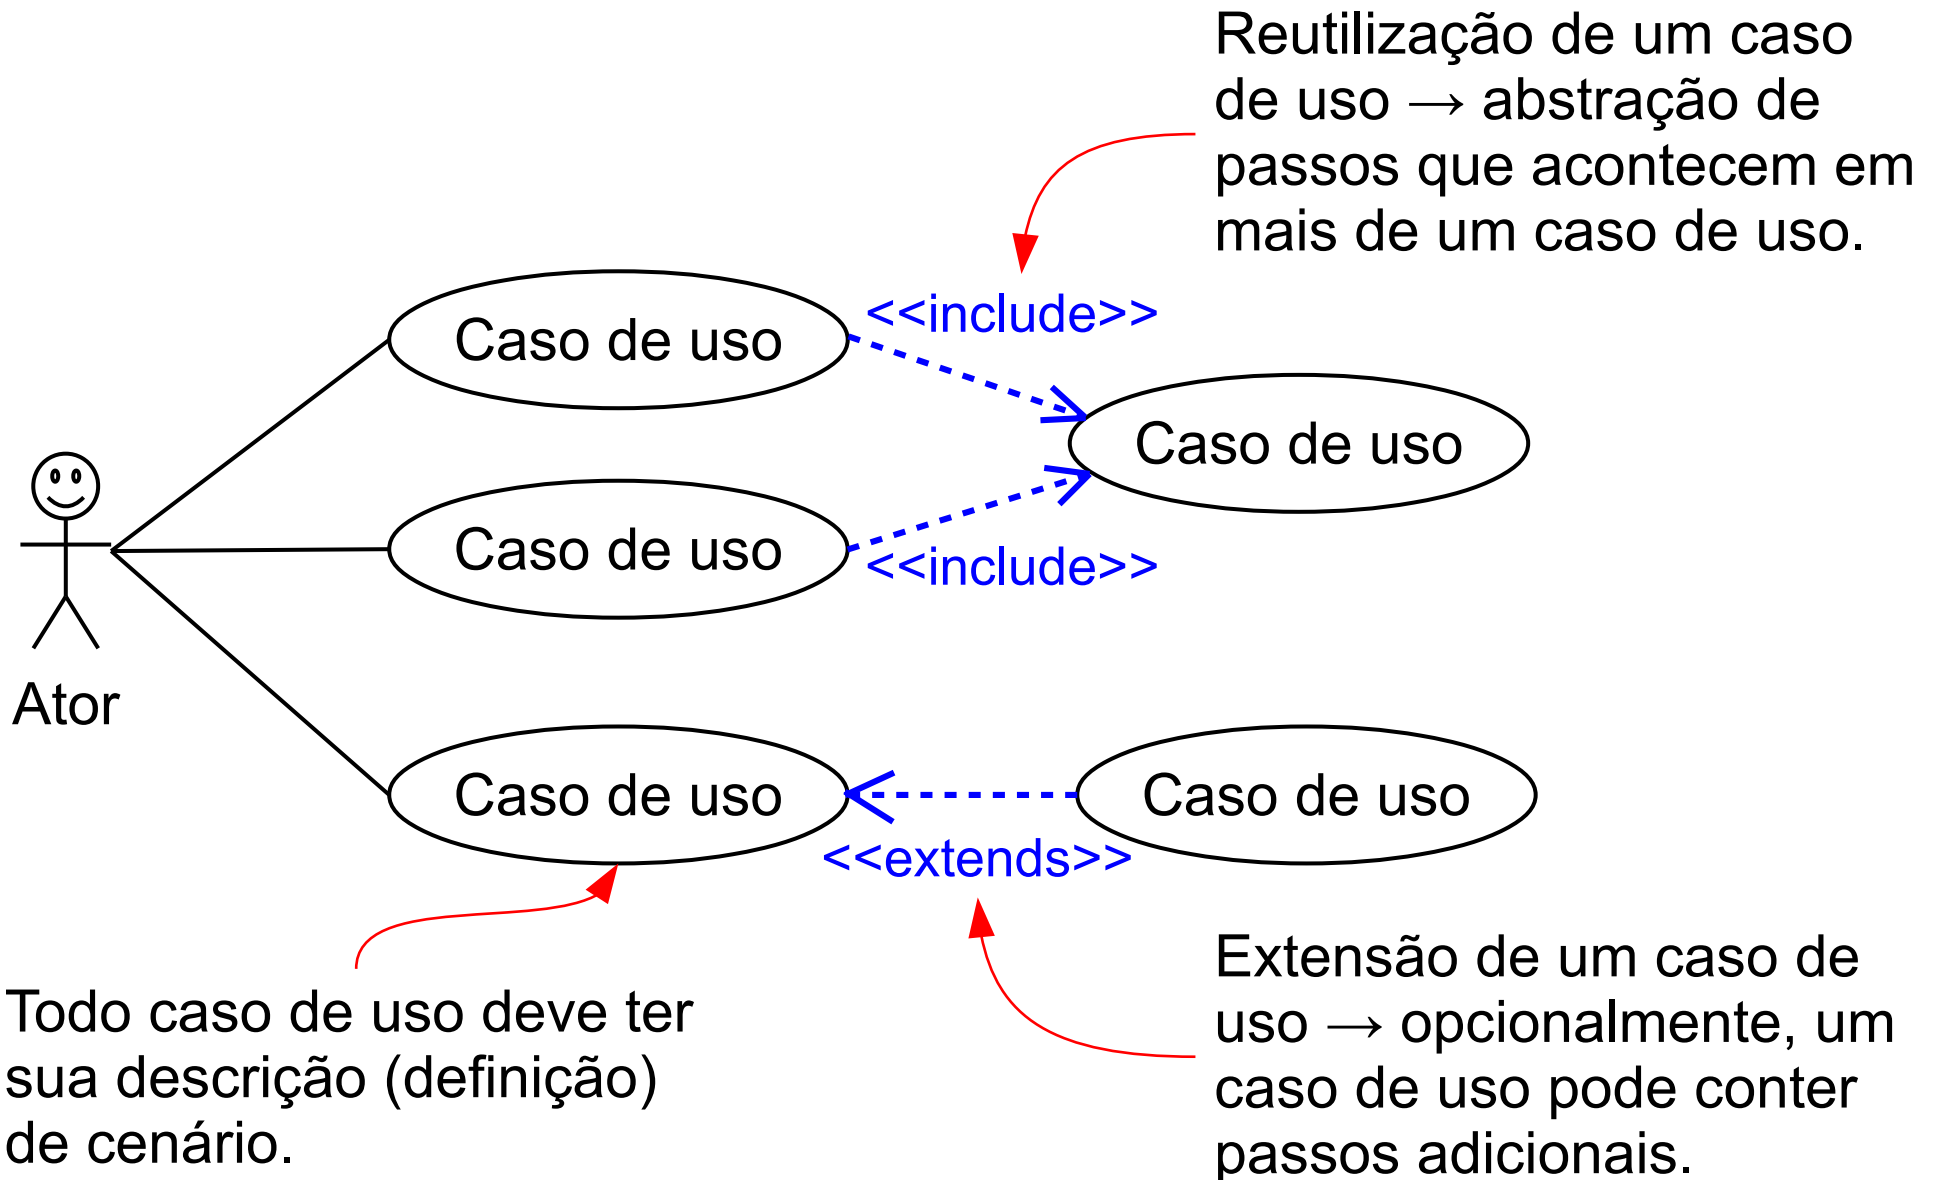 Reutilização de um caso
de uso → abstração de
passos que acontecem em
mais de um caso de uso.
<<include>>
Caso de uso
Caso de uso
Caso de uso
<<include>>
Ator
Caso de uso
Caso de uso
<<extends>>
Todo caso de uso deve ter
sua descrição (definição)
de cenário.
Extensão de um caso de
uso → opcionalmente, um
caso de uso pode conter
passos adicionais.